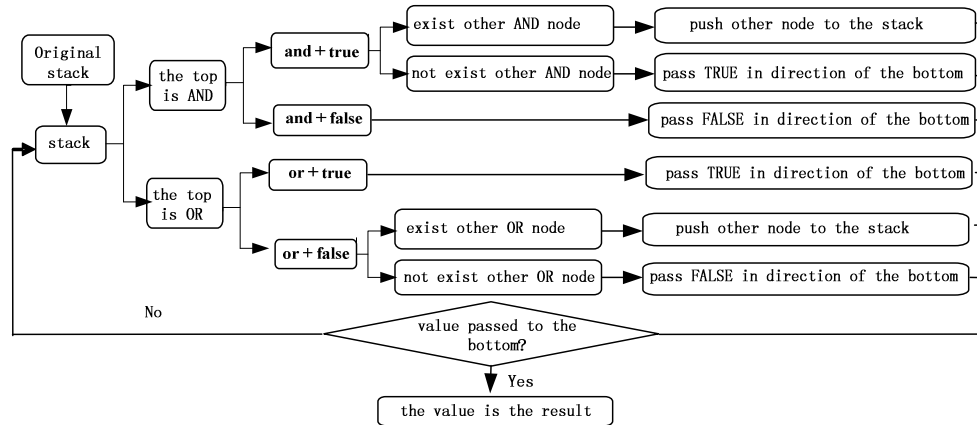 Original
stack
stack
the top
is AND
the top
is OR
and + true
and + false
or + true
or + false
exist other AND node
not exist other AND node
exist other OR node
not exist other OR node
push other node to the stack
pass TRUE in direction of the bottom
pass FALSE in direction of the bottom
pass TRUE in direction of the bottom
push other node to the stack
pass FALSE in direction of the bottom
No
value passed to the
bottom?
Yes
the value is the result